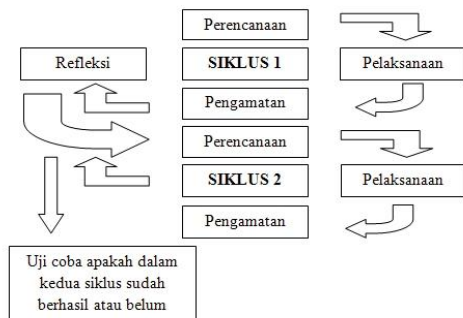 Perencanaan
Refleksi
SIKLUS 1
Pelaksanaan
Pengamatan
Perencanaan
SIKLUS 2
Pelaksanaan
Pengamatan
Uji coba apakah dalam
kedua siklus sudah
berhasil atau belum